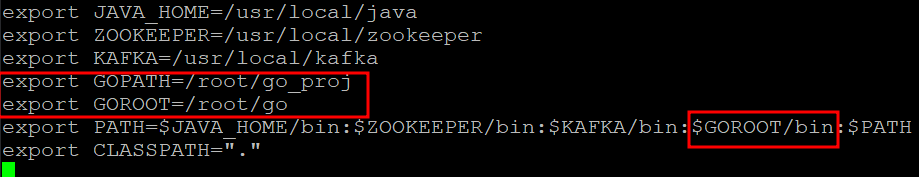 export JAVA_HOME=/usr/local/java
export ZOOKEEPER=/usr/local/zookeeper
export KAFKA=/usr/local/kafka
export GOPATH=/root/go_proj
export GOROOT=/root/go
export PATH=$JAVA_HOME/bin:$ZOOKEEPER/bin:$KAFKA/bin:$GOROOT/bin:$PATH
export CLASSPATH="."